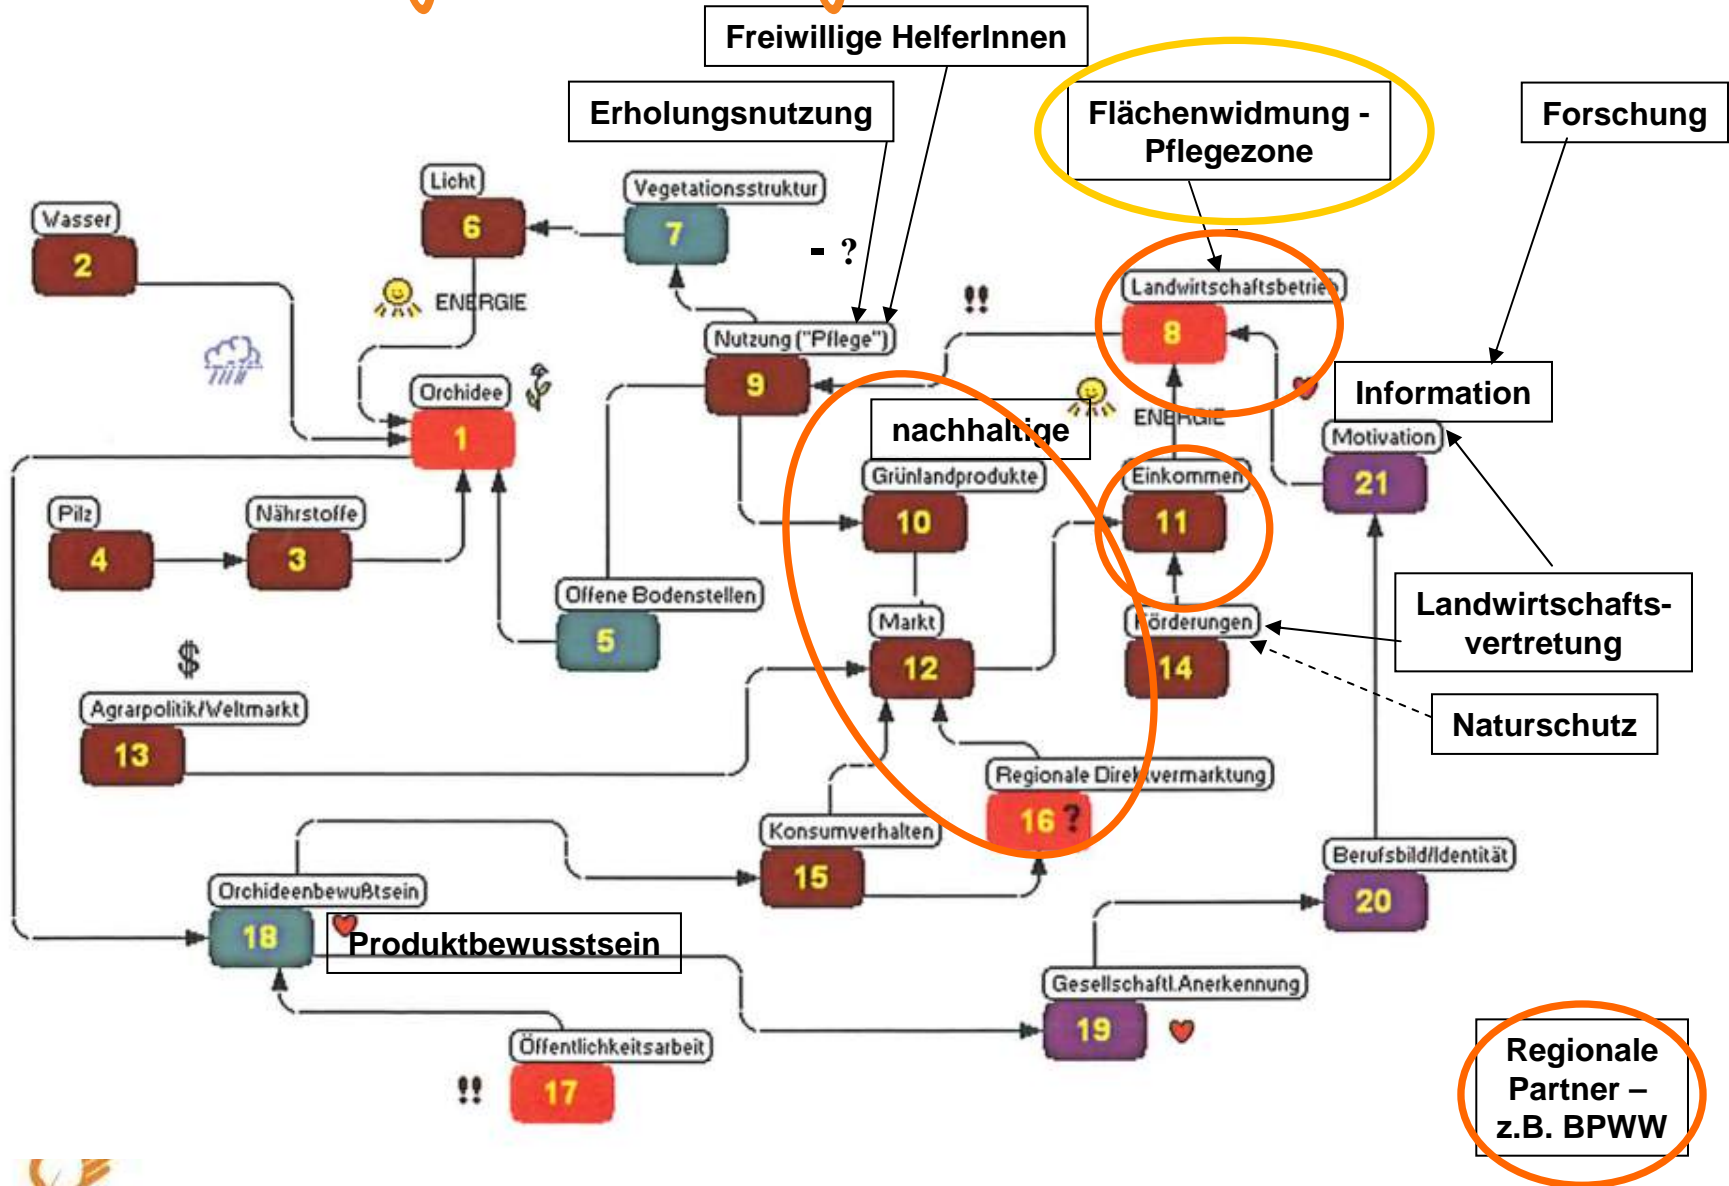 Freiwillige HelferInnen
Erholungsnutzung
Flächenwidmung -
Pflegezone
Forschung
Licht
6
Vegetationsstruktur
7
Wasser
2
- ?
ENERGIE
!!
Landwirtschaftsbetrieb
8
Nutzung ("Pflege")
9
Orchidee
1
nachhaltige
ENERGIE
Information
Motivation
21
Grünlandprodukte
10
Einkommen
11
Pilz
4
Nährstoffe
3
Offene Bodenstellen
5
Markt
12
Förderungen
14
Landwirtschafts-
vertretung
Naturschutz
$
Agrarpolitik/Weltmarkt
13
Regionale Direktvermarktung
16 ?
Konsumverhalten
15
Berufsbild/Identität
20
Orchideenbewußtsein
18
Produktbewusstsein
Gesellschaftl.Anerkennung
19
Öffentlichkeitsarbeit
!!
17
Regionale
Partner –
z.B. BPWW